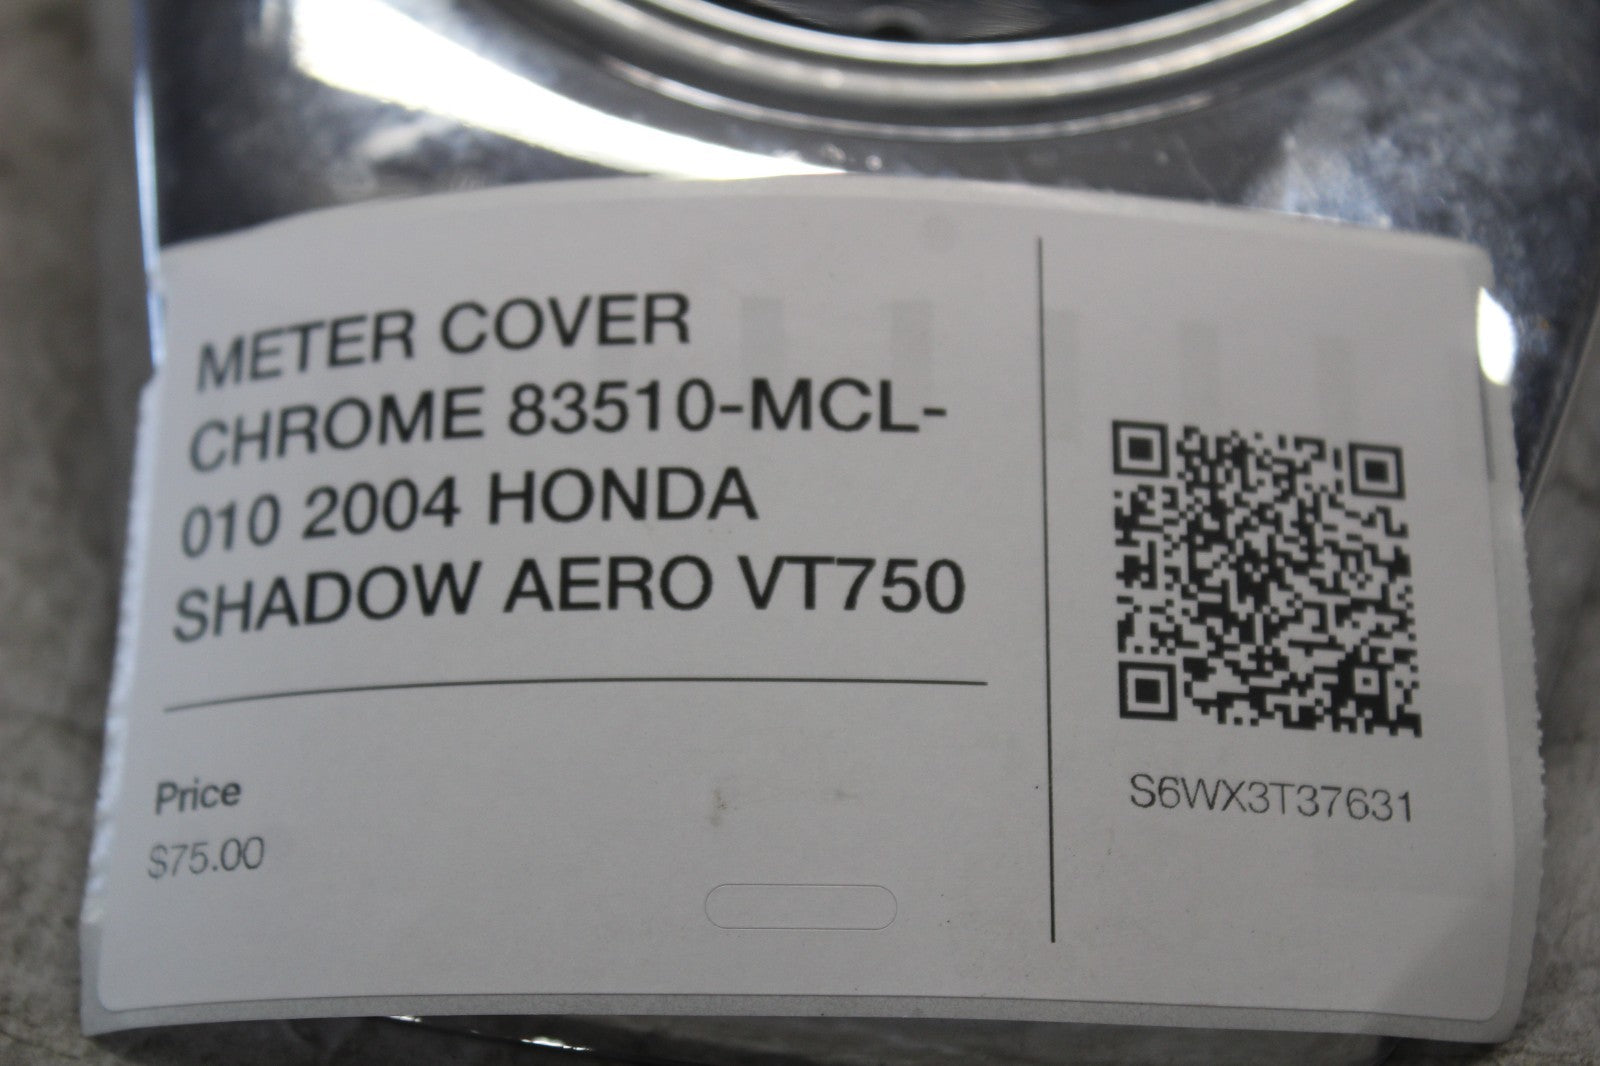 METER COVER
CHROME 83510-MCL-
010 2004 HONDA
SHADOW AERO VT750
Price
$75.00
S6WX3T37631